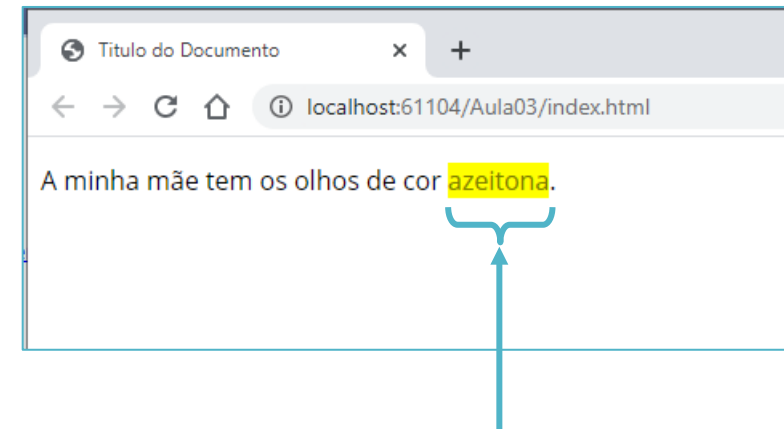 Titulo do Documento
localhost:61104/Aula03/index.html
A minha mãe tem os olhos de cor azeitona.